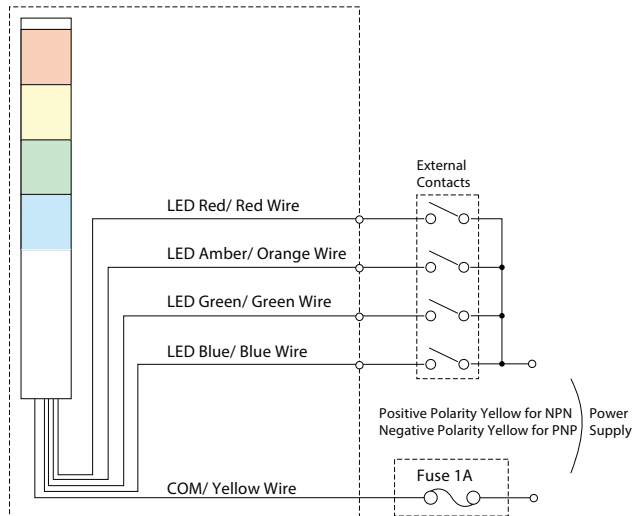 External
Contacts
LED Red/ Red Wire
LED Amber/ Orange Wire
LED Green/ Green Wire
LED Blue/ Blue Wire
Positive Polarity Yellow for NPN
Negative Polarity Yellow for PNP
Power
Supply
Fuse 1A
COM/ Yellow Wire